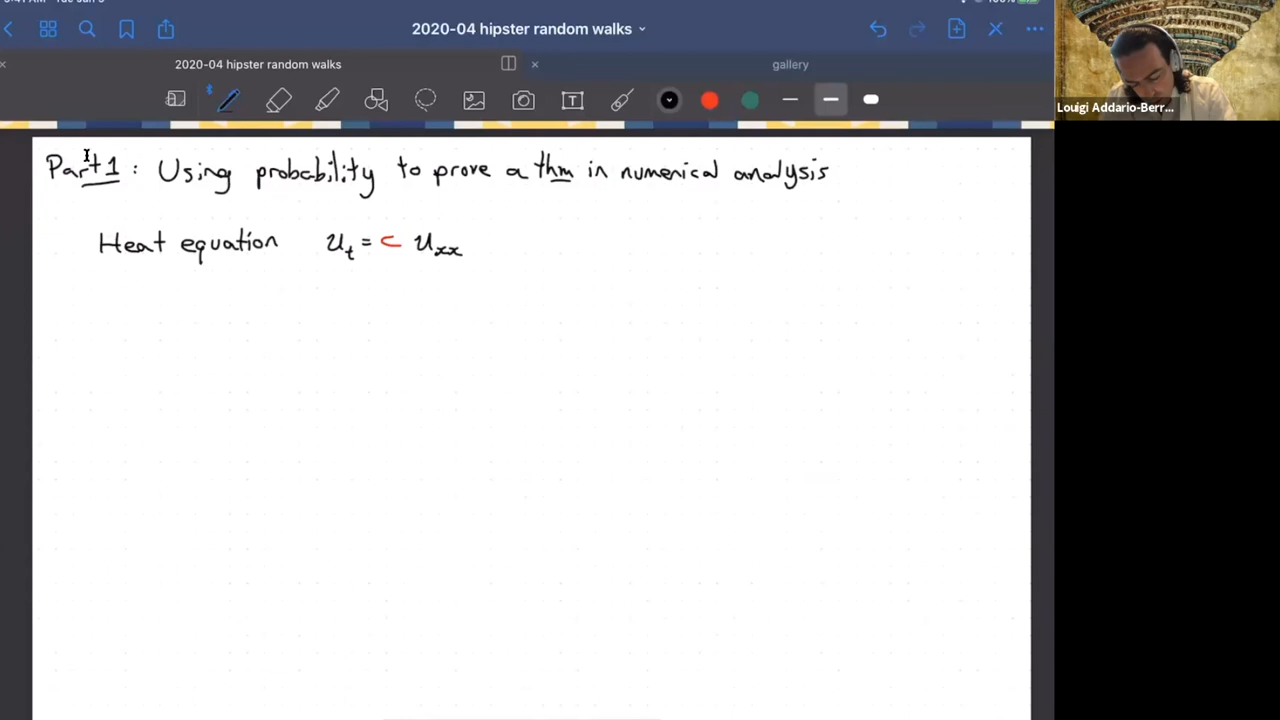 2020-04 hipster random walks
2020-04 hipster random walks
gallery
T
Louigi Addario-Berr...
Part 1 : Using probability to prove a thm in numerical analysis
Heat equation u_t = c u_xx